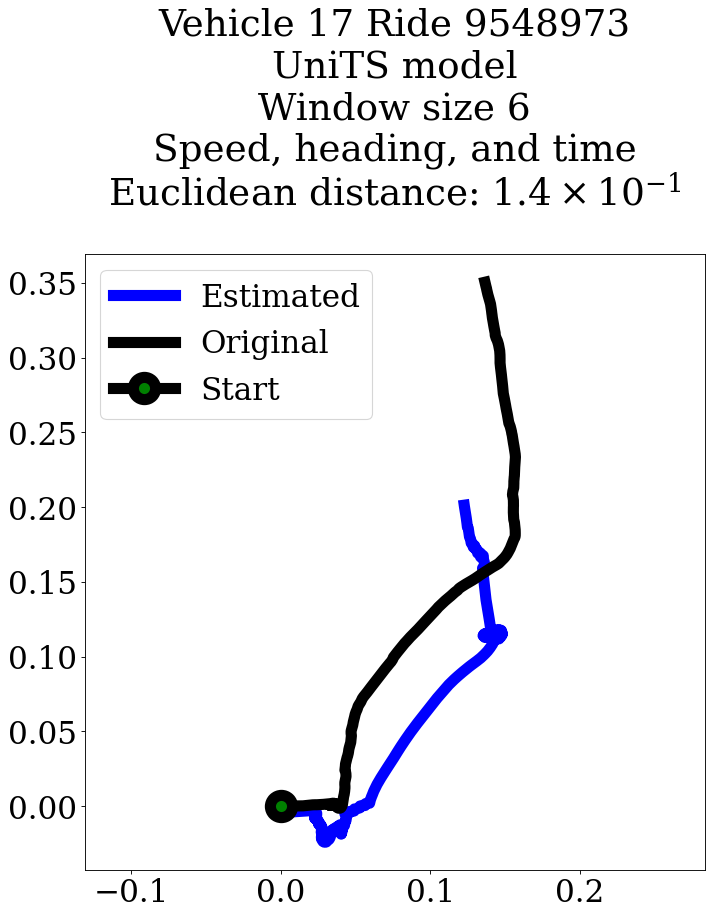 Vehicle 17 Ride 9548973
UniTS model
Window size 6
Speed, heading, and time
Euclidean distance: 1.4 × 10⁻¹
Estimated
Original
Start
0.35
0.30
0.25
0.20
0.15
0.10
0.05
0.00
−0.1
0.0
0.1
0.2